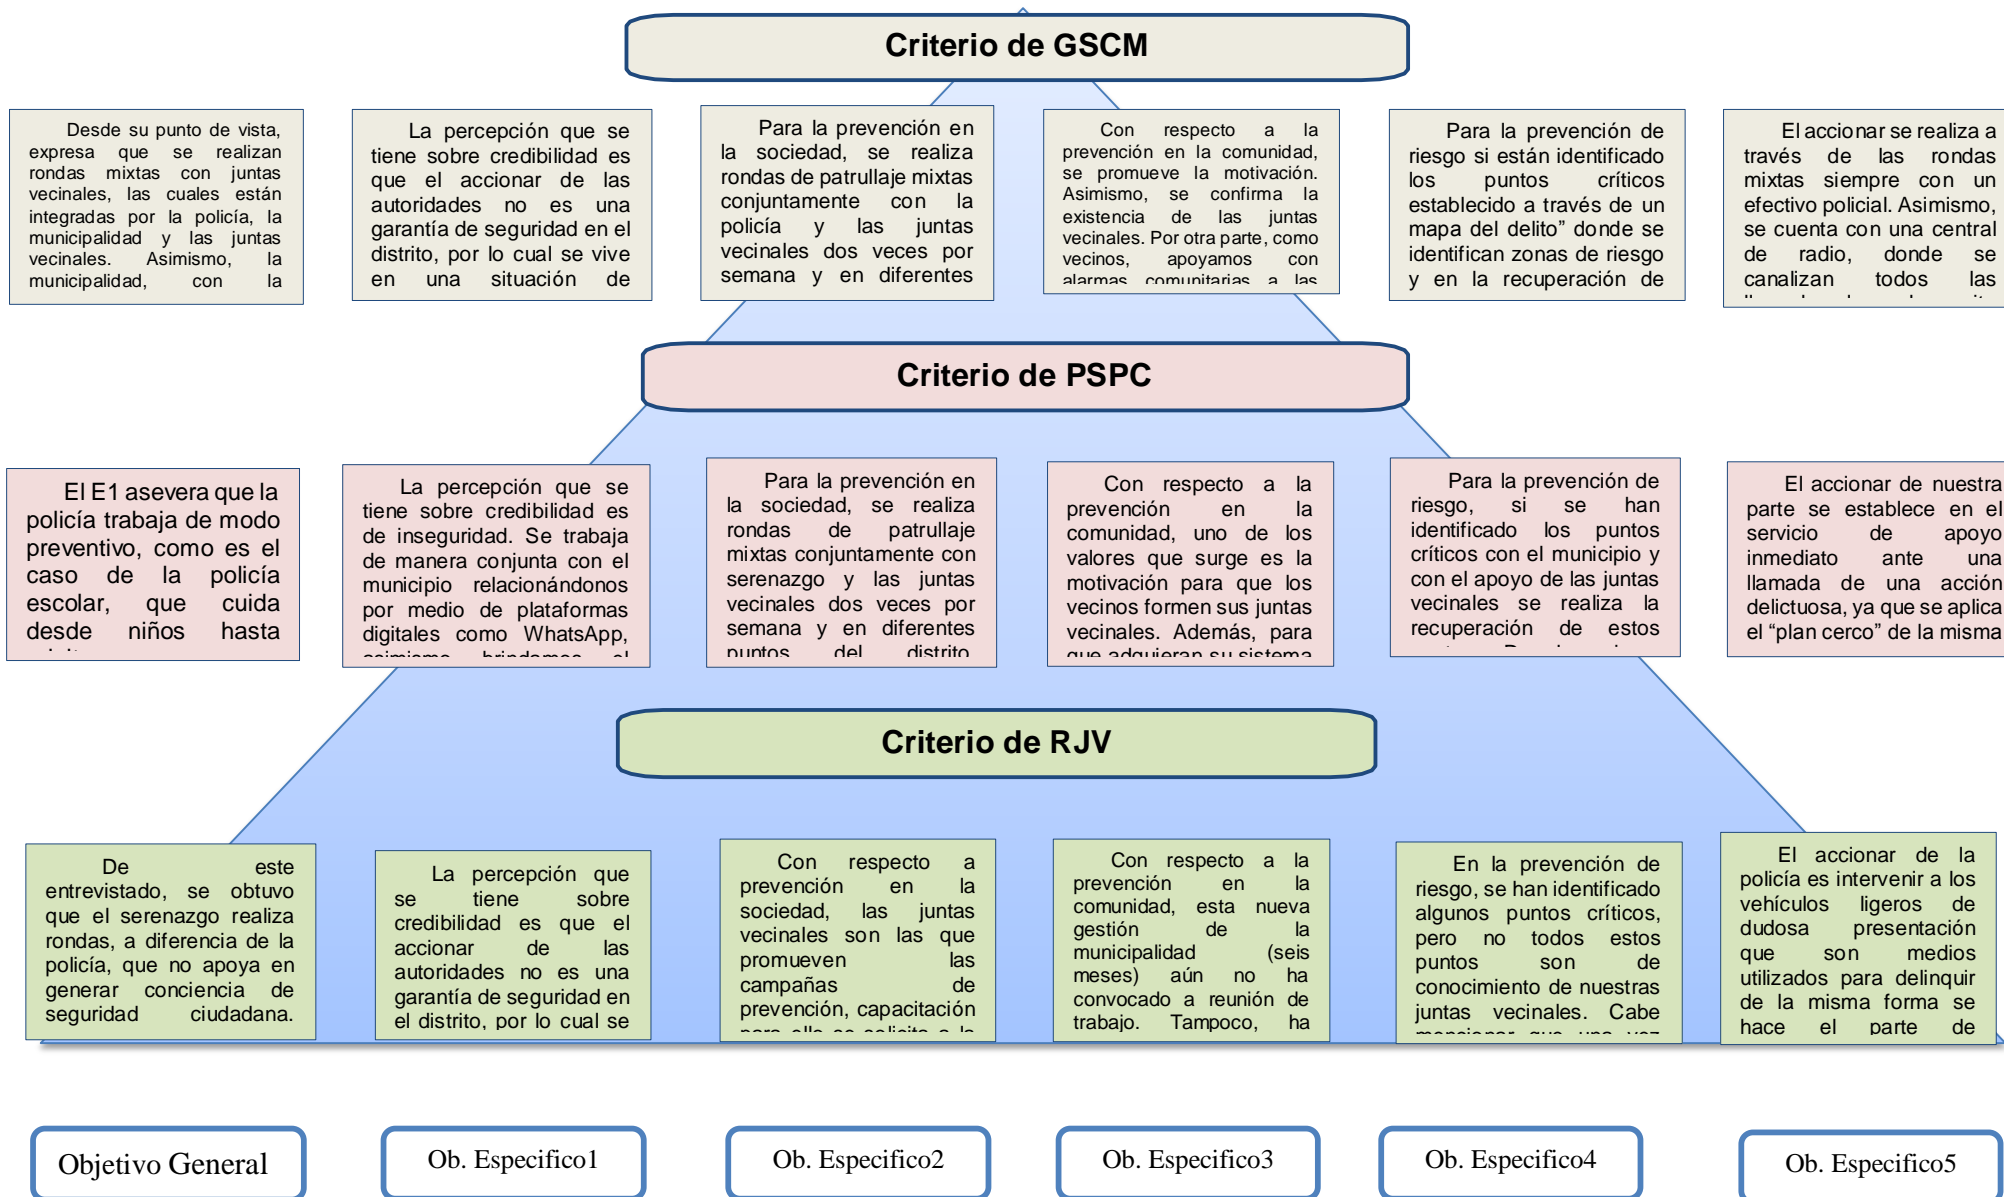 Criterio de GSCM
Desde su punto de vista,
expresa que se realizan
rondas mixtas con juntas
vecinales, las cuales están
integradas por la policía, la
municipalidad y las juntas
vecinales. Asimismo, la
municipalidad, con la
La percepción que se
tiene sobre credibilidad es
que el accionar de las
autoridades no es una
garantía de seguridad en el
distrito, por lo cual se vive
en una situación de
Para la prevención en
la sociedad, se realiza
rondas de patrullaje mixtas
conjuntamente con la
policía y las juntas
vecinales dos veces por
semana y en diferentes
Con respecto a la
prevención en la comunidad,
se promueve la motivación.
Asimismo, se confirma la
existencia de las juntas
vecinales. Por otra parte, como
vecinos, apoyamos con
alarmas comunitarias a las
Para la prevención de
riesgo si están identificado
los puntos críticos
establecido a través de un
mapa del delito” donde se
identifican zonas de riesgo
y en la recuperación de
El accionar se realiza a
través de las rondas
mixtas siempre con un
efectivo policial. Asimismo,
se cuenta con una central
de radio, donde se
canalizan todos las
Criterio de PSPC
El E1 asevera que la
policía trabaja de modo
preventivo, como es el
caso de la policía
escolar, que cuida
desde niños hasta
La percepción que se
tiene sobre credibilidad es
de inseguridad. Se trabaja
de manera conjunta con el
municipio relacionándonos
por medio de plataformas
digitales como WhatsApp,
asimismo brindamos el
Para la prevención en
la sociedad, se realiza
rondas de patrullaje
mixtas conjuntamente con
serenazgo y las juntas
vecinales dos veces por
semana y en diferentes
puntos del distrito.
Con respecto a la
prevención en la
comunidad, uno de los
valores que surge es la
motivación para que los
vecinos formen sus juntas
vecinales. Además, para
que adquieran su sistema
Para la prevención de
riesgo, si se han
identificado los puntos
críticos con el municipio y
con el apoyo de las juntas
vecinales se realiza la
recuperación de estos
El accionar de nuestra
parte se establece en el
servicio de apoyo
inmediato ante una
llamada de una acción
delictuosa, ya que se aplica
el “plan cerco” de la misma
Criterio de RJV
De este
entrevistado, se obtuvo
que el serenazgo realiza
rondas, a diferencia de la
policía, que no apoya en
generar conciencia de
seguridad ciudadana.
La percepción que
se tiene sobre
credibilidad es que el
accionar de las
autoridades no es una
garantía de seguridad en
el distrito, por lo cual se
Con respecto a
prevención en la
sociedad, las juntas
vecinales son las que
promueven las
campañas de
prevención, capacitación
para ello se solicita a la
Con respecto a la
prevención en la
comunidad, esta nueva
gestión de la
municipalidad (seis
meses) aún no ha
convocado a reunión de
trabajo. Tampoco, ha
En la prevención de
riesgo, se han identificado
algunos puntos críticos,
pero no todos estos
puntos son de
conocimiento de nuestras
juntas vecinales. Cabe
mencionar que una vez
El accionar de la
policía es intervenir a los
vehículos ligeros de
dudosa presentación
que son medios
utilizados para delinquir
de la misma forma se
hace el parte de
Objetivo General
Ob. Especifico1
Ob. Especifico2
Ob. Especifico3
Ob. Especifico4
Ob. Especifico5